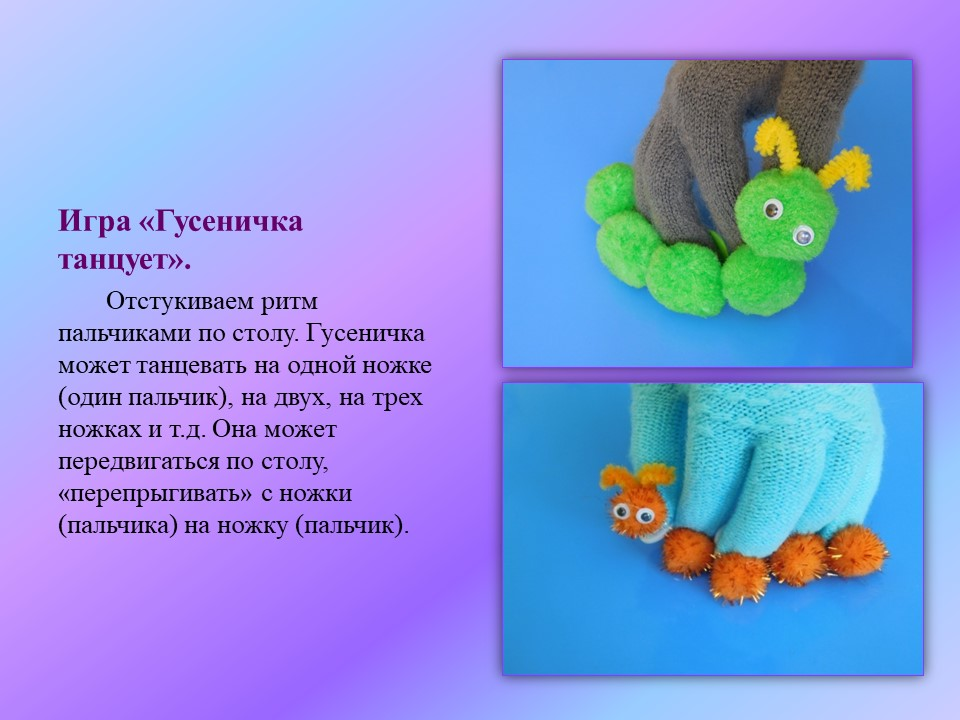 Игра «Гусеничка
танцует».
Отстукиваем ритм
пальчиками по столу. Гусеничка
может танцевать на одной ножке
(один пальчик), на двух, на трех
ножках и т.д. Она может
передвигаться по столу,
«перепрыгивать» с ножки
(пальчика) на ножку (пальчик).